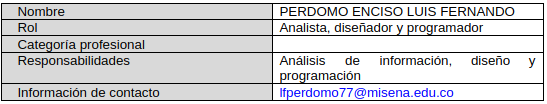 Nombre PERDOMO ENCISO LUIS FERNANDO
Rol Analista, diseñador y programador
Categoría profesional
Responsabilidades Análisis de información, diseño y
programación
Información de contacto lfperdomo77@misena.edu.co